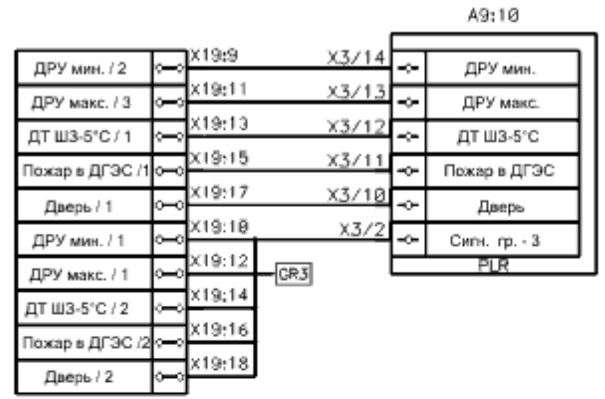 A9:10
ДРУ мин. / 2 X19:9 X3/14 ДРУ мин.
ДРУ макс. / 3 X19:11 X3/13 ДРУ макс.
ДТ ШЗ-5°С / 1 X19:13 X3/12 ДТ ШЗ-5°С
Пожар в ДГЭС /1 X19:15 X3/11 Пожар в ДГЭС
Дверь / 1 X19:17 X3/10 Дверь
ДРУ мин. / 1 X19:10 X3/2 Сигн. гр. - 3
PLR
ДРУ макс. / 1 X19:12 GR3
ДТ ШЗ-5°С / 2 X19:14
Пожар в ДГЭС /2 X19:16
Дверь / 2 X19:18